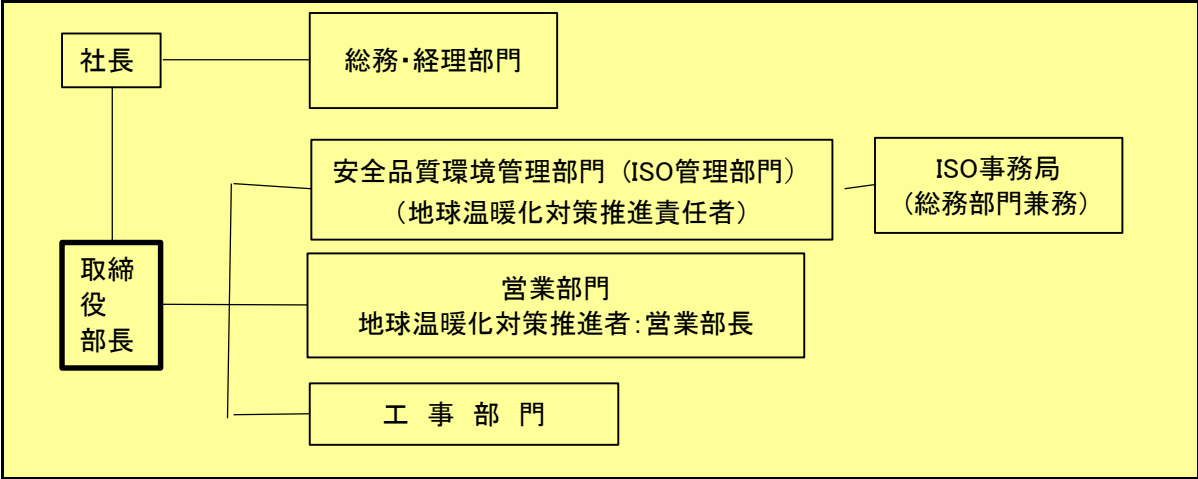 社長
総務・経理部門
安全品質環境管理部門（ISO管理部門）
（地球温暖化対策推進責任者）
ISO事務局
（総務部門兼務）
取締
役
部長
営業部門
地球温暖化対策推進者：営業部長
工　事　部　門